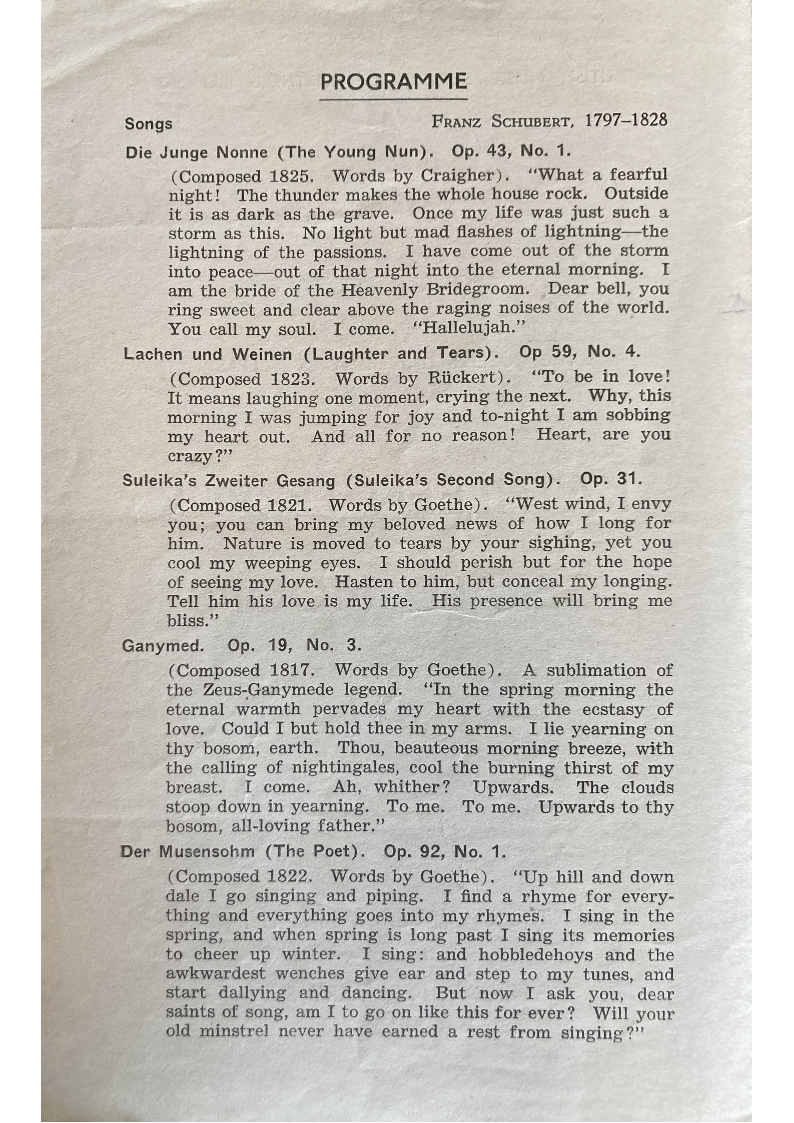 PROGRAMME
Songs FRANZ SCHUBERT, 1797–1828
Die Junge Nonne (The Young Nun). Op. 43, No. 1.
(Composed 1825. Words by Craigher). “What a fearful
night! The thunder makes the whole house rock. Outside
it is as dark as the grave. Once my life was just such a
storm as this. No light but mad flashes of lightning—the
lightning of the passions. I have come out of the storm
into peace—out of that night into the eternal morning. I
am the bride of the Heavenly Bridegroom. Dear bell, you
ring sweet and clear above the raging noises of the world.
You call my soul. I come. “Hallelujah.”
Lachen und Weinen (Laughter and Tears). Op 59, No. 4.
(Composed 1823. Words by Rückert). “To be in love!
It means laughing one moment, crying the next. Why, this
morning I was jumping for joy and to-night I am sobbing
my heart out. And all for no reason! Heart, are you
crazy?”
Suleika’s Zweiter Gesang (Suleika’s Second Song). Op. 31.
(Composed 1821. Words by Goethe). “West wind, I envy
you; you can bring my beloved news of how I long for
him. Nature is moved to tears by your sighing, yet you
cool my weeping eyes. I should perish but for the hope
of seeing my love. Hasten to him, but conceal my longing.
Tell him his love is my life. His presence will bring me
bliss.”
Ganymed. Op. 19, No. 3.
(Composed 1817. Words by Goethe). A sublimation of
the Zeus-Ganymede legend. “In the spring morning the
eternal warmth pervades my heart with the ecstasy of
love. Could I but hold thee in my arms. I lie yearning on
thy bosom, earth. Thou, beauteous morning breeze, with
the calling of nightingales, cool the burning thirst of my
breast. I come. Ah, whither? Upwards. The clouds
stoop down in yearning. To me. To me. Upwards to thy
bosom, all-loving father.”
Der Musensohm (The Poet). Op. 92, No. 1.
(Composed 1822. Words by Goethe). “Up hill and down
dale I go singing and piping. I find a rhyme for every-
thing and everything goes into my rhymes. I sing in the
spring, and when spring is long past I sing its memories
to cheer up winter. I sing: and hobbledehoys and the
awkwardest wenches give ear and step to my tunes, and
start dallying and dancing. But now I ask you, dear
saints of song, am I to go on like this for ever? Will your
old minstrel never have earned a rest from singing?”